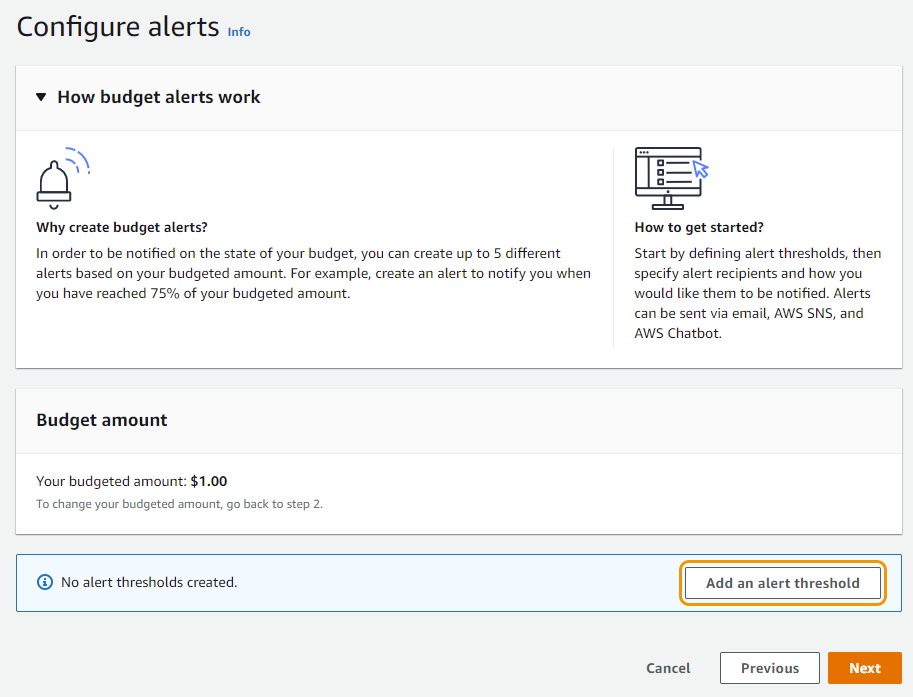 Configure alerts Info
How budget alerts work
Why create budget alerts?
In order to be notified on the state of your budget, you can create up to 5 different
alerts based on your budgeted amount. For example, create an alert to notify you when
you have reached 75% of your budgeted amount.
How to get started?
Start by defining alert thresholds, then
specify alert recipients and how you
would like them to be notified. Alerts
can be sent via email, AWS SNS, and
AWS Chatbot.
Budget amount
Your budgeted amount: $1.00
To change your budgeted amount, go back to step 2.
No alert thresholds created.
Add an alert threshold
Cancel
Previous
Next